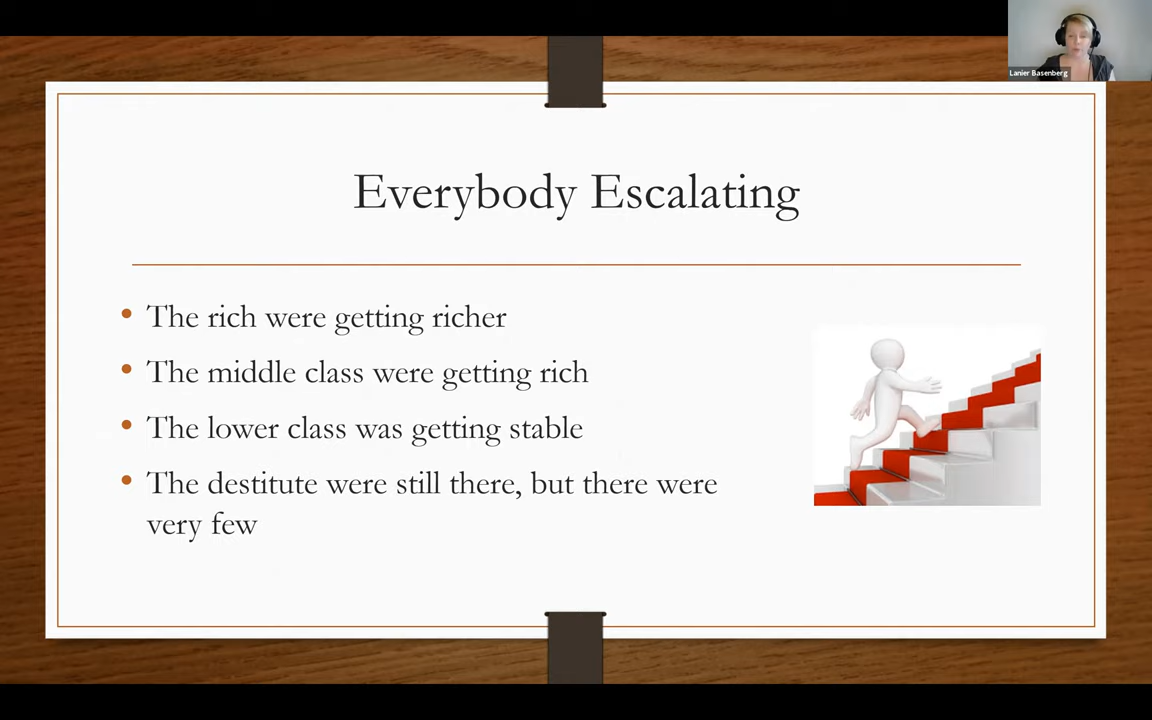 Lanier Basenberg
Everybody Escalating
• The rich were getting richer
• The middle class were getting rich
• The lower class was getting stable
• The destitute were still there, but there were
very few